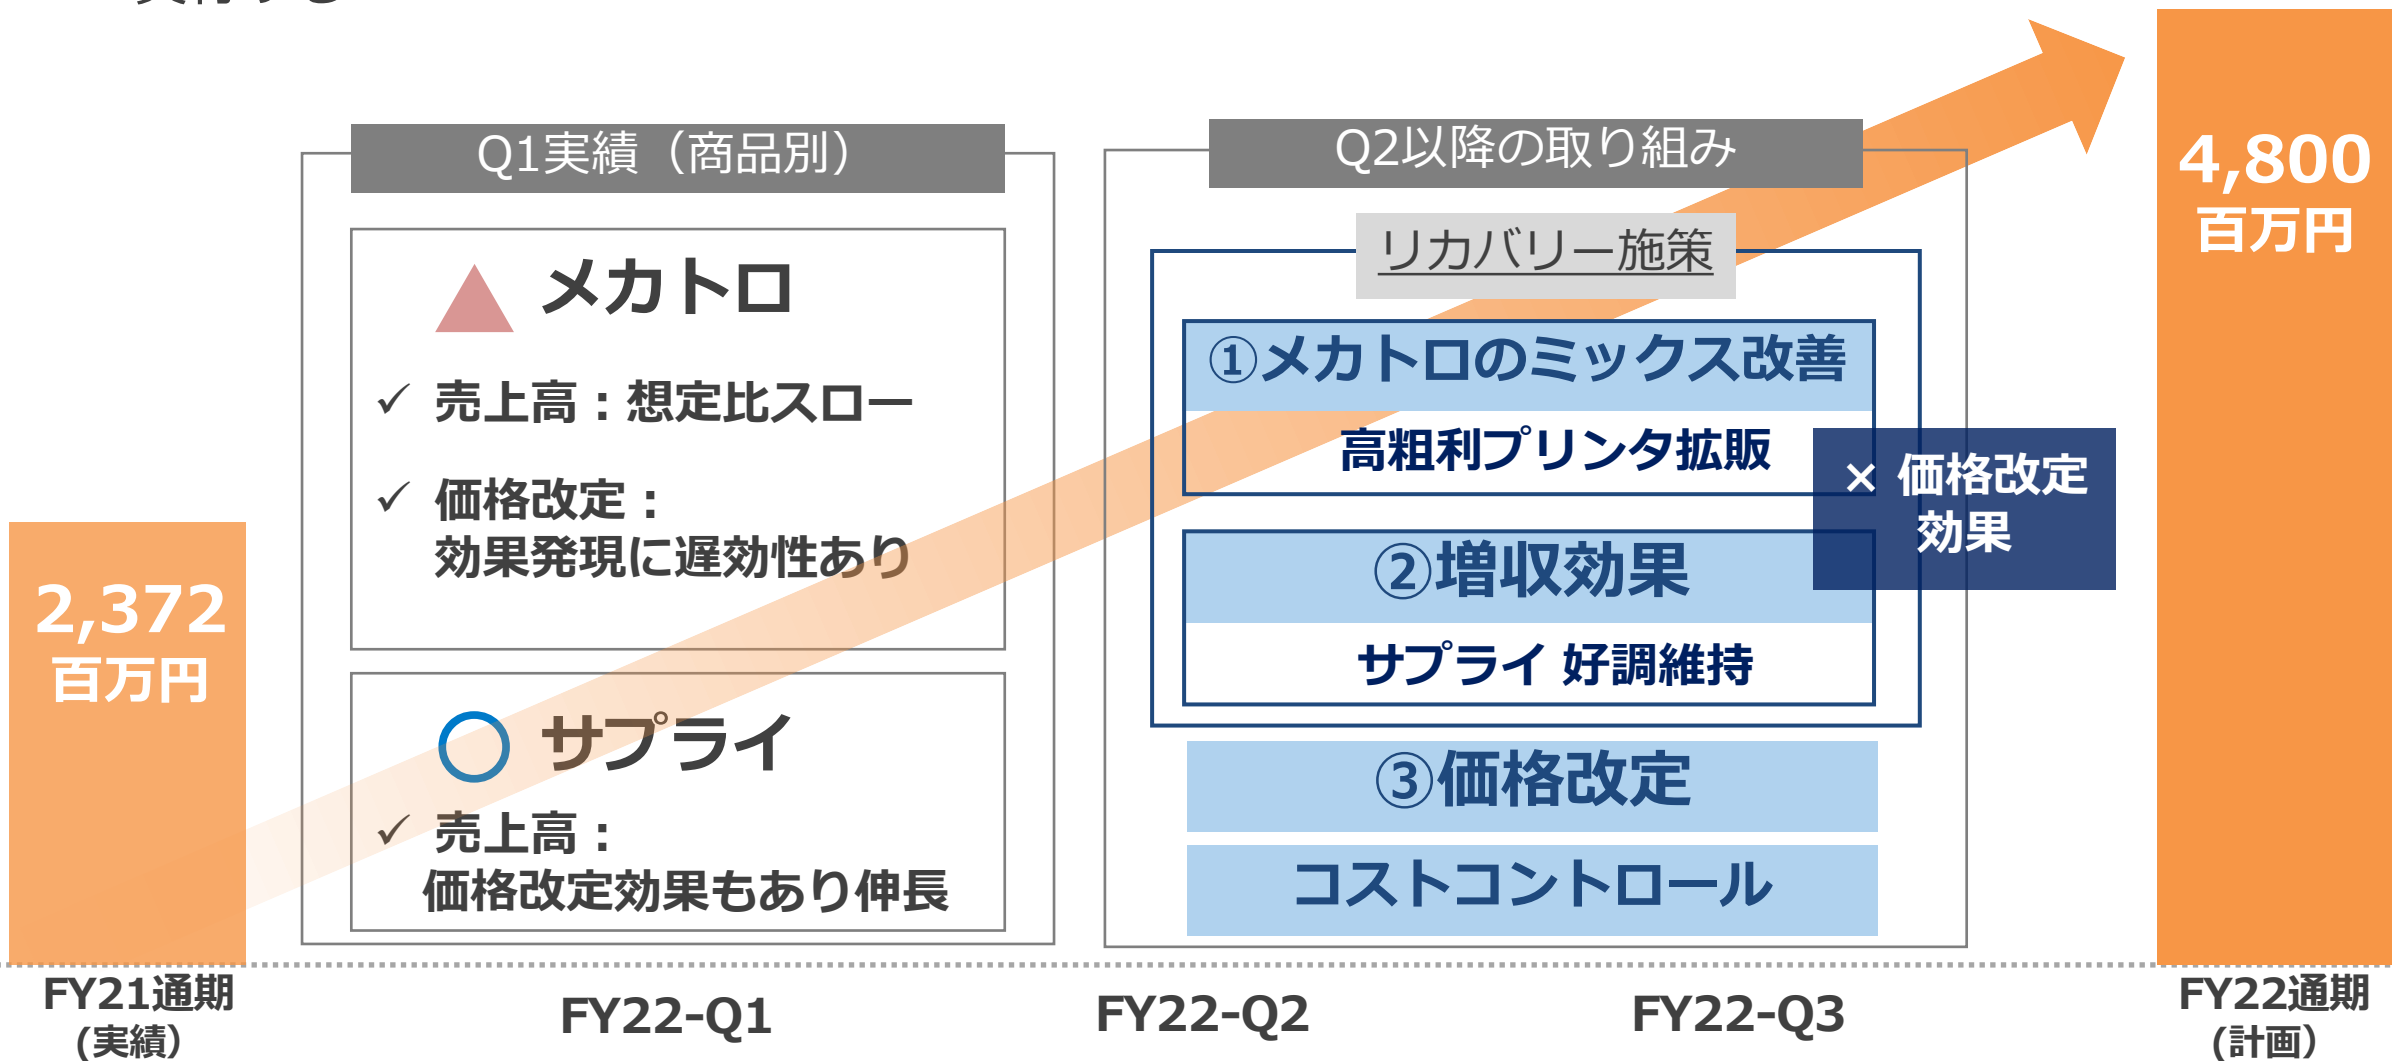 Q1実績（商品別）
メカトロ
✓ 売上高：想定比スロー
✓ 価格改定：
効果発現に遅効性あり
サプライ
✓ 売上高：
価格改定効果もあり伸長
Q2以降の取り組み
リカバリー施策
①メカトロのミックス改善
高粗利プリンタ拡販
②増収効果
サプライ 好調維持
× 価格改定
効果
③価格改定
コストコントロール
2,372
百万円
4,800
百万円
FY21通期
(実績）
FY22-Q1
FY22-Q2
FY22-Q3
FY22通期
(計画）